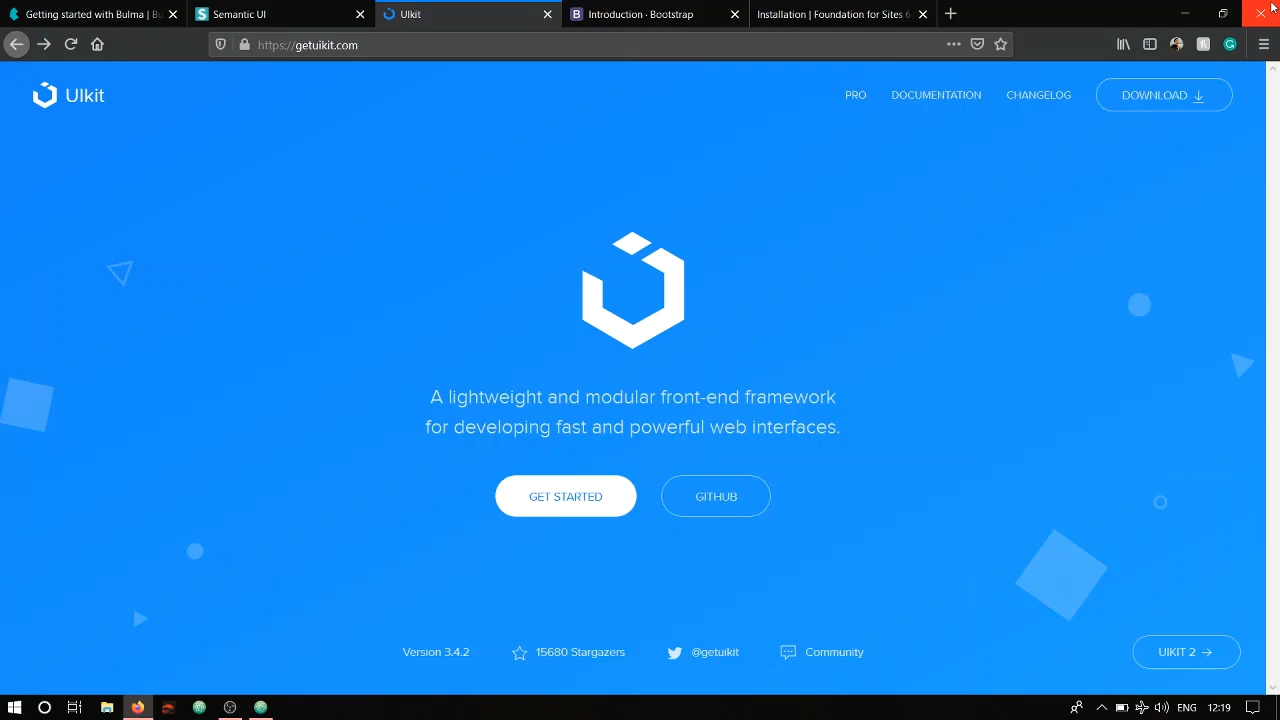 Getting started with Bulma | Bu
Semantic UI
UIkit
Introduction · Bootstrap
Installation | Foundation for Sites 6
https://getuikit.com
UIkit
PRO
DOCUMENTATION
CHANGELOG
DOWNLOAD
A lightweight and modular front-end framework
for developing fast and powerful web interfaces.
GET STARTED
GITHUB
Version 3.4.2
15680 Stargazers
@getuikit
Community
UIKIT 2
ENG
12:19